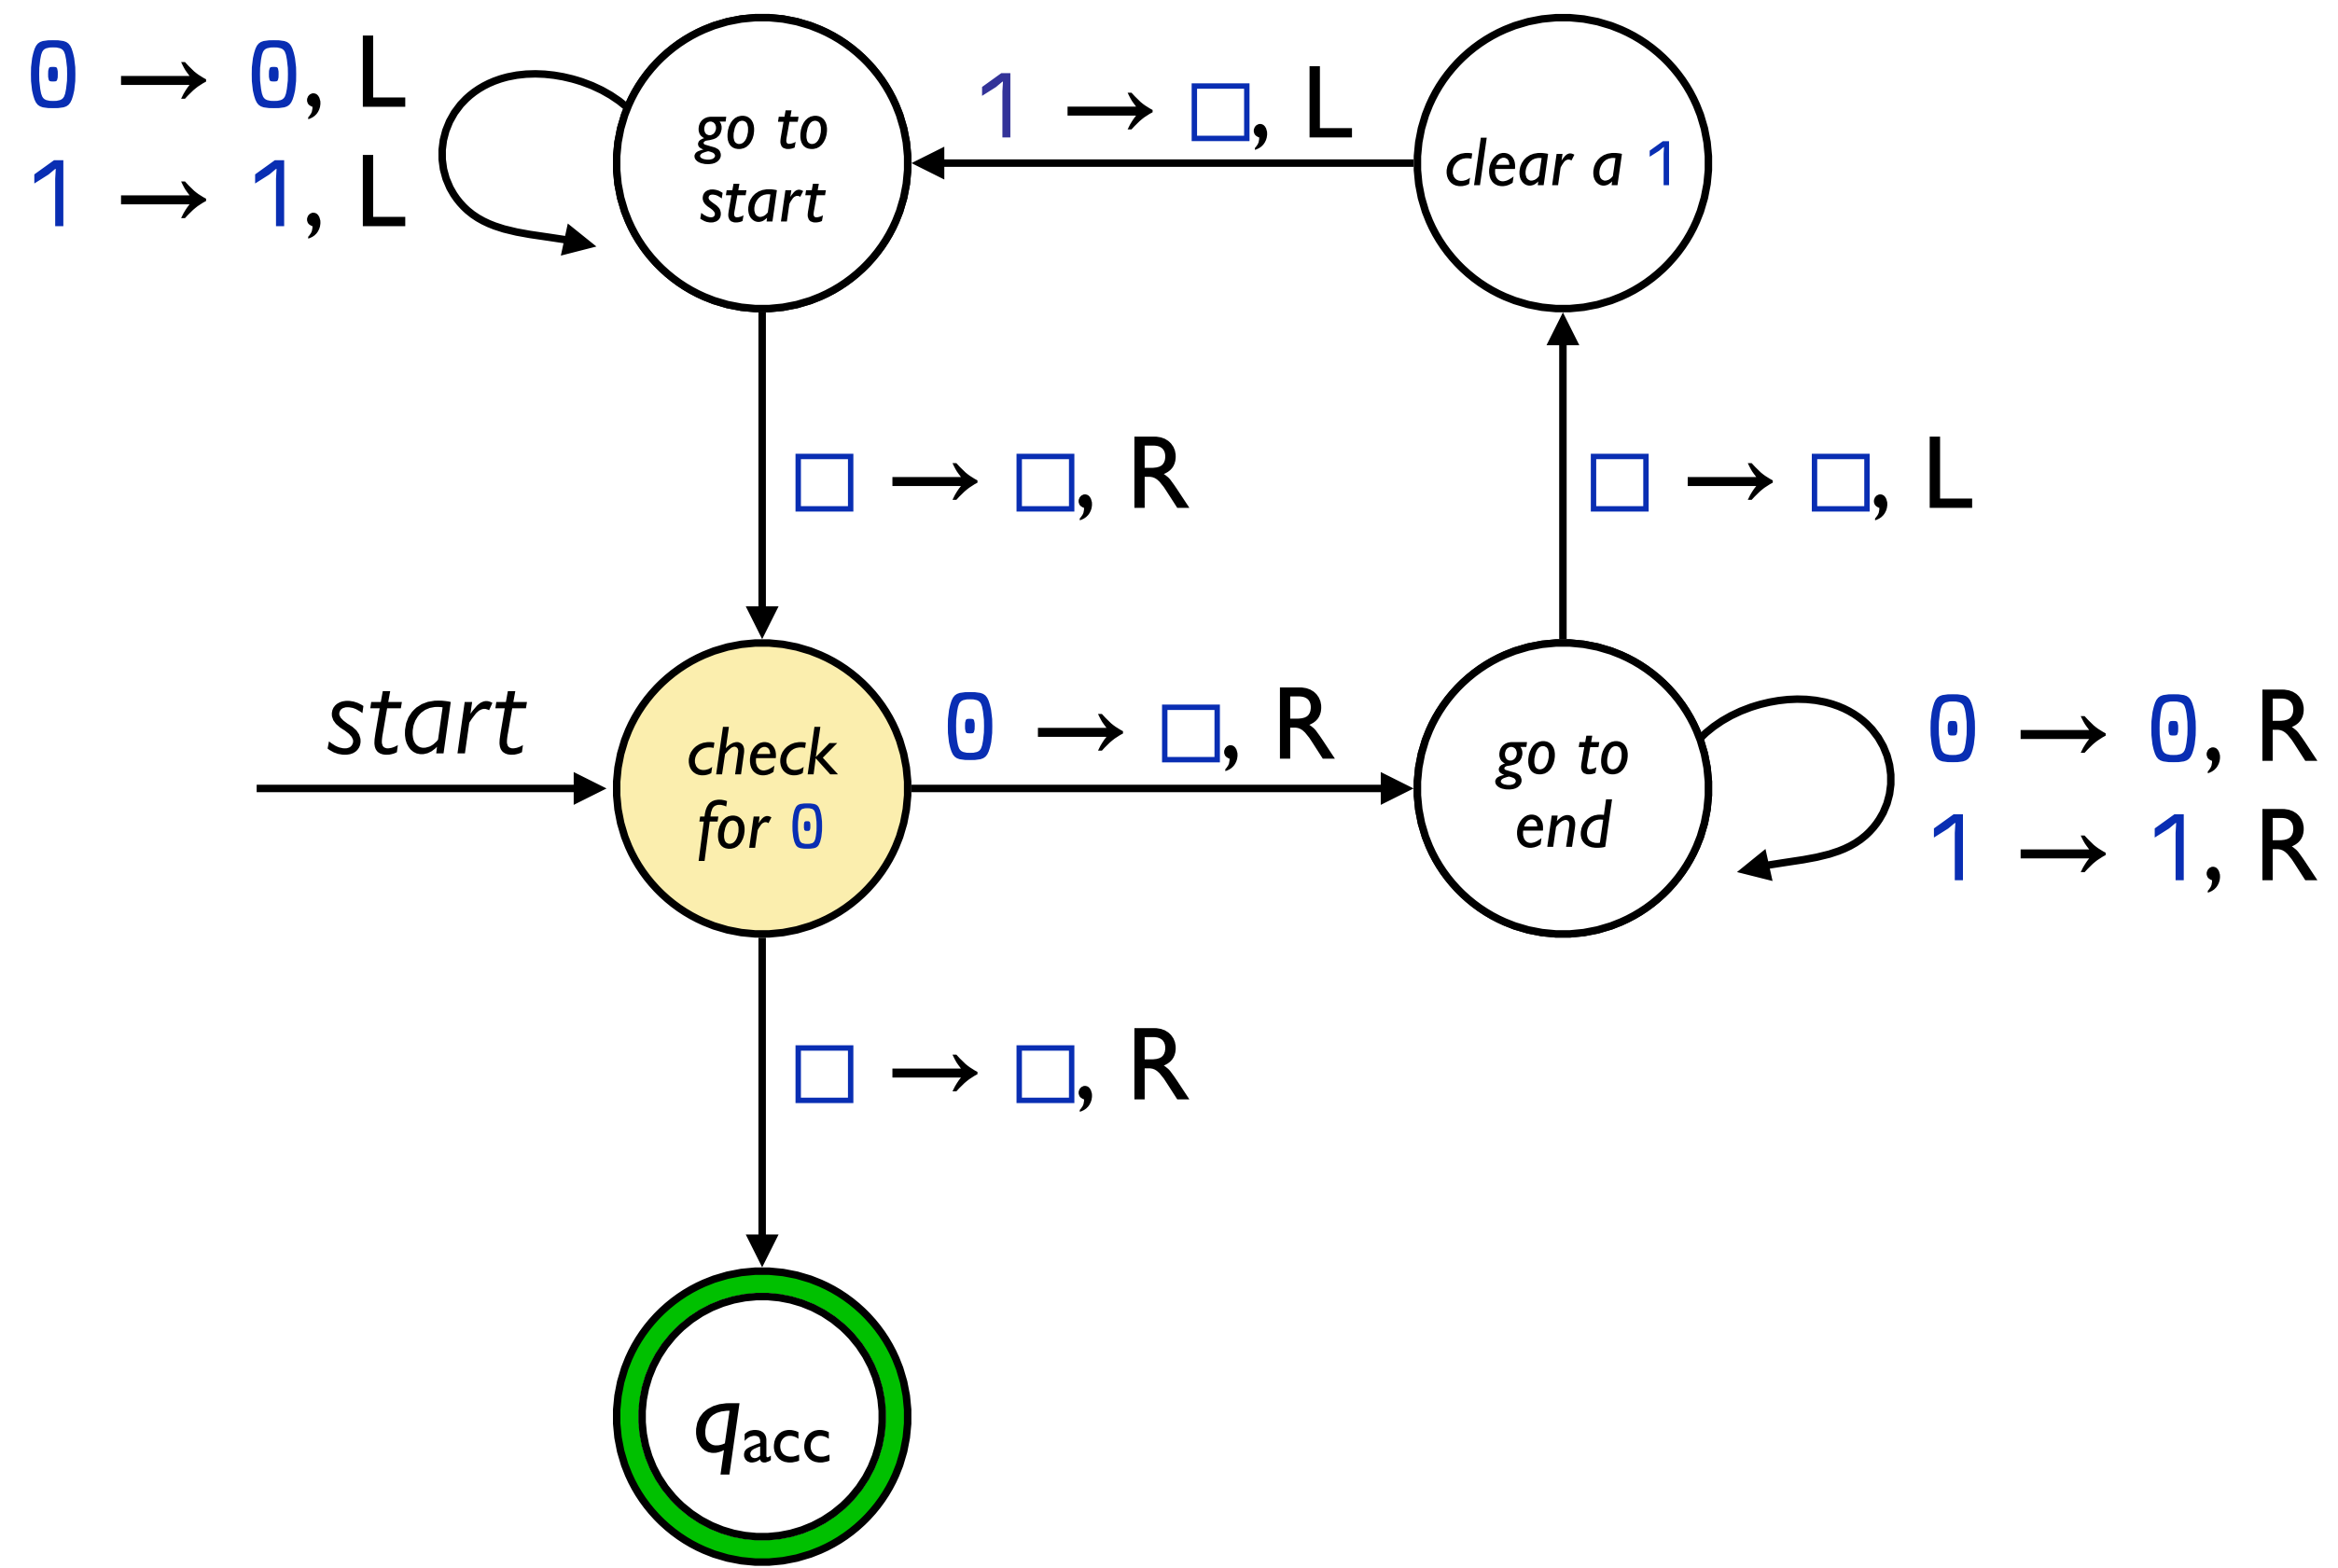 0 → 0, L
1 → 1, L
go to
start
1 → □, L
clear a 1
□ → □, R
□ → □, L
start
check
for 0
0 → □, R
go to
end
0 → 0, R
1 → 1, R
□ → □, R
qacc